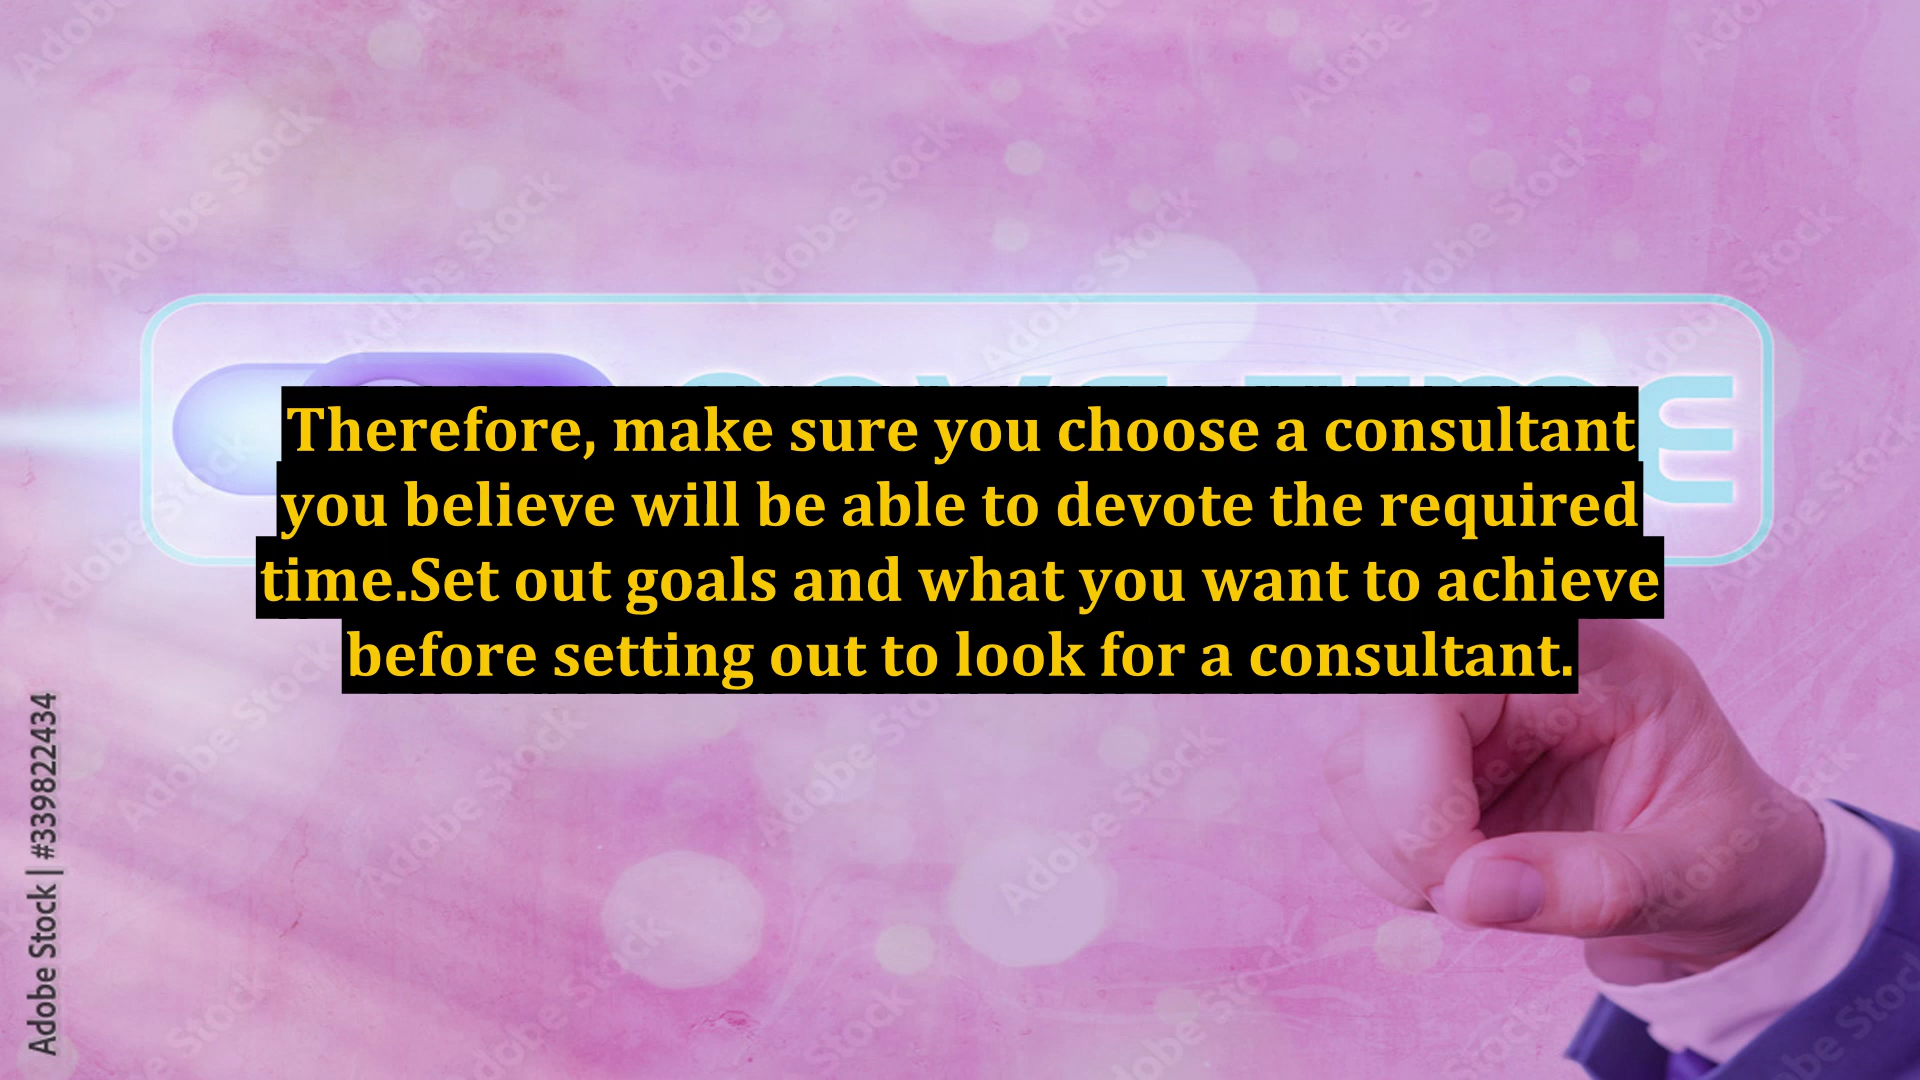 Therefore, make sure you choose a consultant
you believe will be able to devote the required
time.Set out goals and what you want to achieve
before setting out to look for a consultant.
Adobe Stock | #339822434